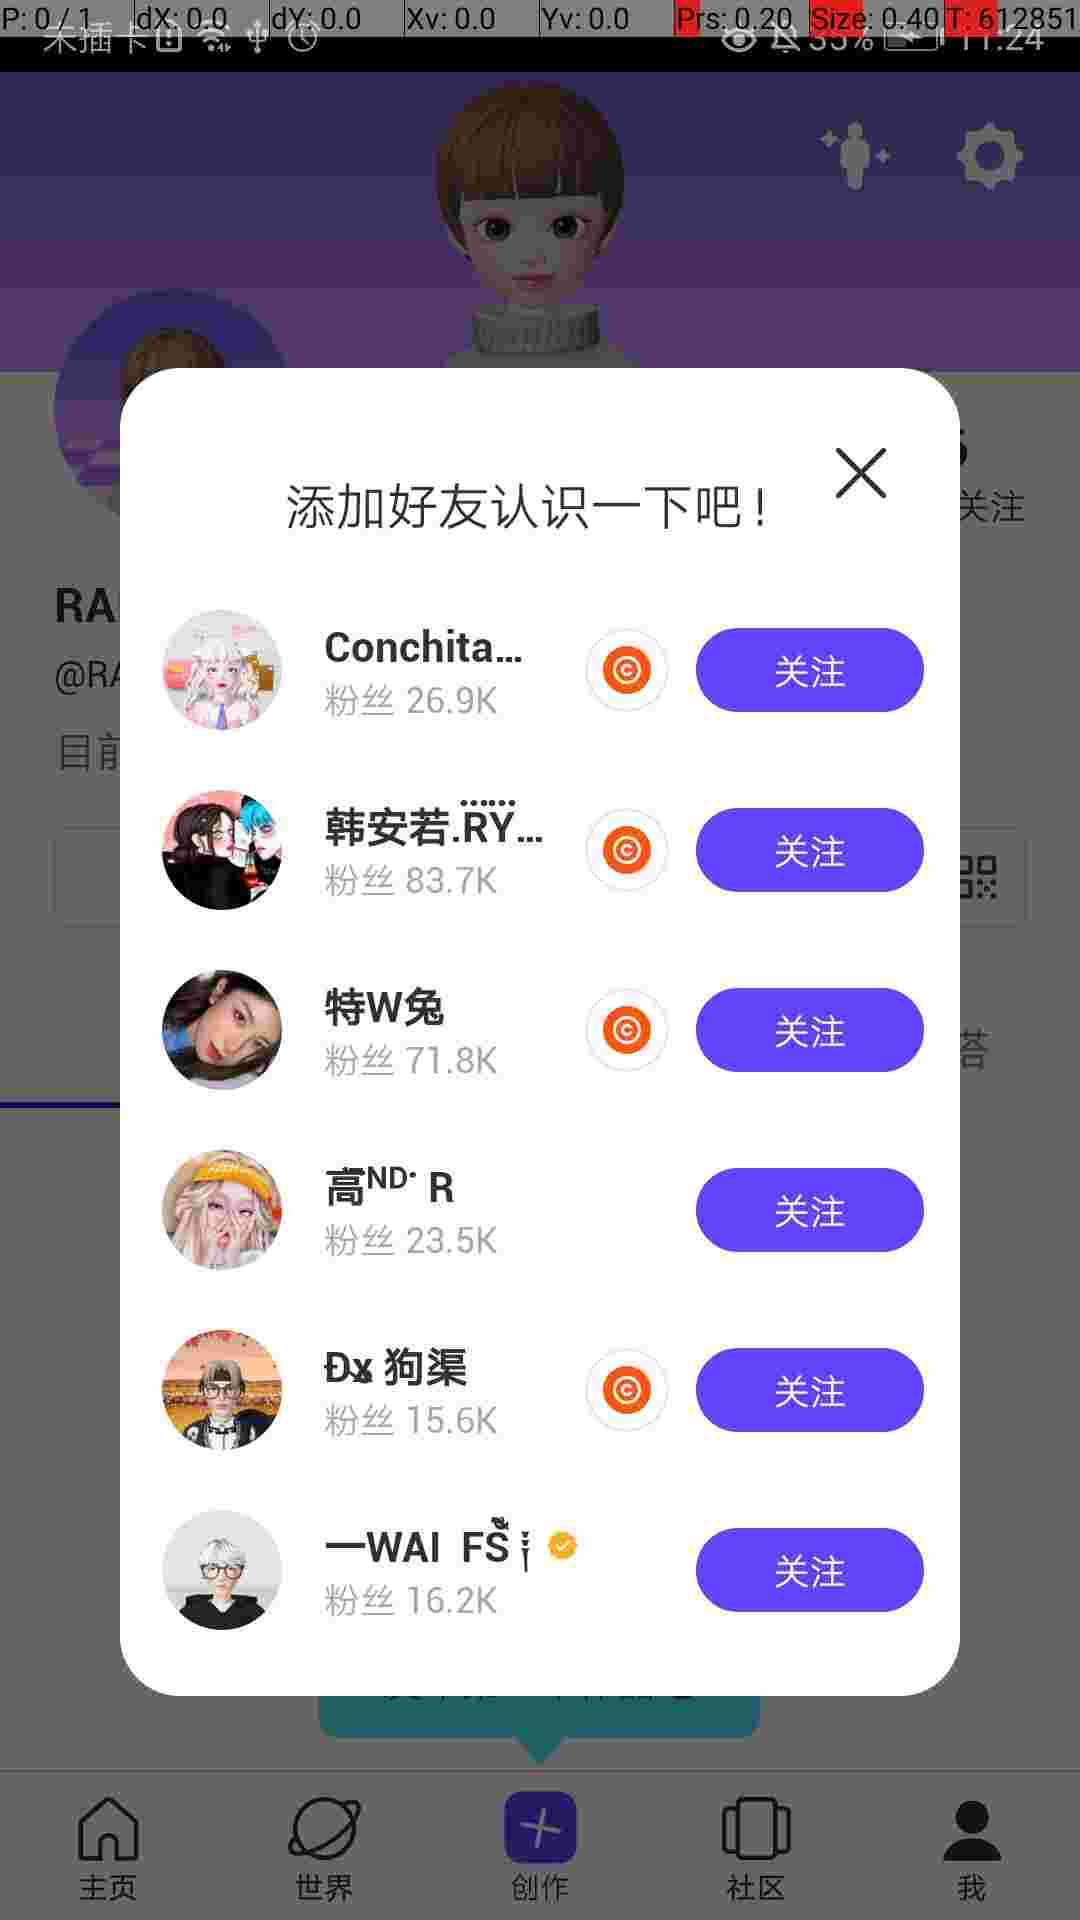 P: 0 / 1 dX: 0.0 dY: 0.0 Xv: 0.0 Yv: 0.0 Prs: 0.20 Size: 0.40 T: 612851
未插卡 35% 11:24
添加好友认识一下吧!
关注
RA
Conchita... 关注
@RA 粉丝 26.9K
目前
韩安若.RY... 关注
粉丝 83.7K
特W兔 关注
粉丝 71.8K
答
高ᴺᴰ· R 关注
粉丝 23.5K
Đx 狗渠 关注
粉丝 15.6K
一WAI FS 关注
粉丝 16.2K
主页 世界 创作 社区 我